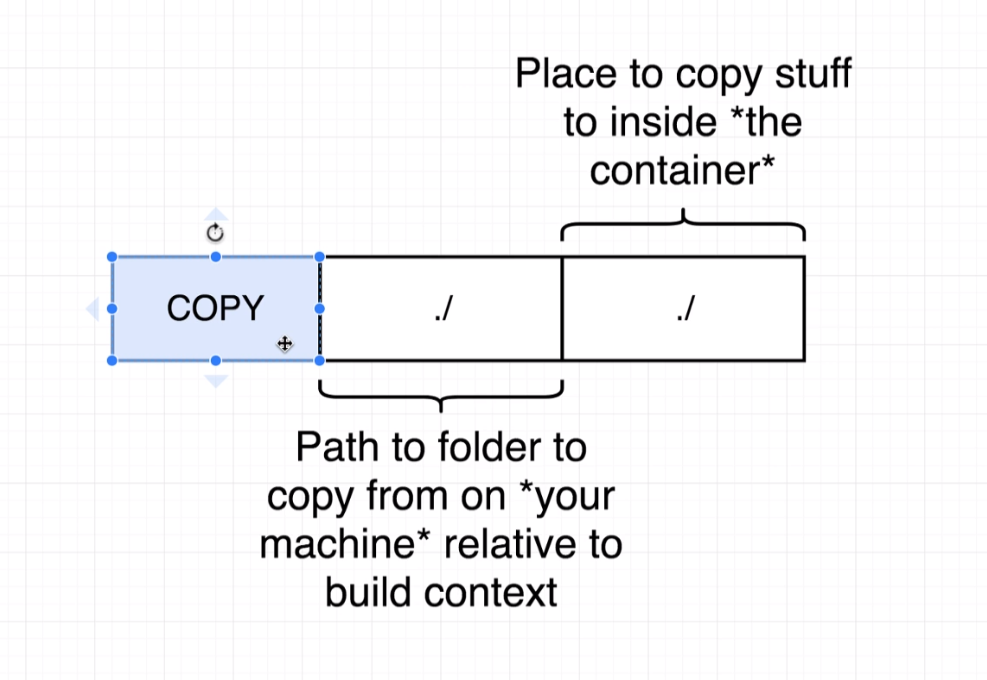 Place to copy stuff
to inside *the
container*
COPY
./
./
Path to folder to
copy from on *your
machine* relative to
build context